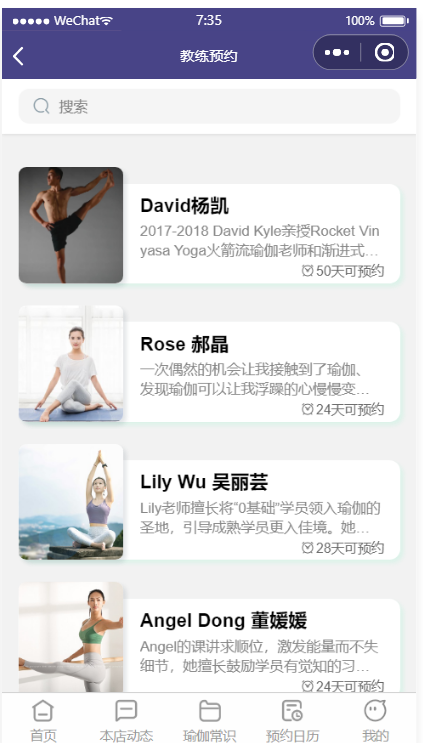 WeChat
7:35
100%
教练预约
搜索
David杨凯
2017-2018 David Kyle亲授Rocket Vin
yasa Yoga火箭流瑜伽老师和渐进式...
50天可预约
Rose 郝晶
一次偶然的机会让我接触到了瑜伽、
发现瑜伽可以让我浮躁的心慢慢变...
24天可预约
Lily Wu 吴丽芸
Lily老师擅长将“0基础”学员领入瑜伽的
圣地，引导成熟学员更入佳境。她...
28天可预约
Angel Dong 董媛媛
Angel的课讲求顺位，激发能量而不失
细节，她擅长鼓励学员有觉知的习...
24天可预约
首页
本店动态
瑜伽常识
预约日历
我的